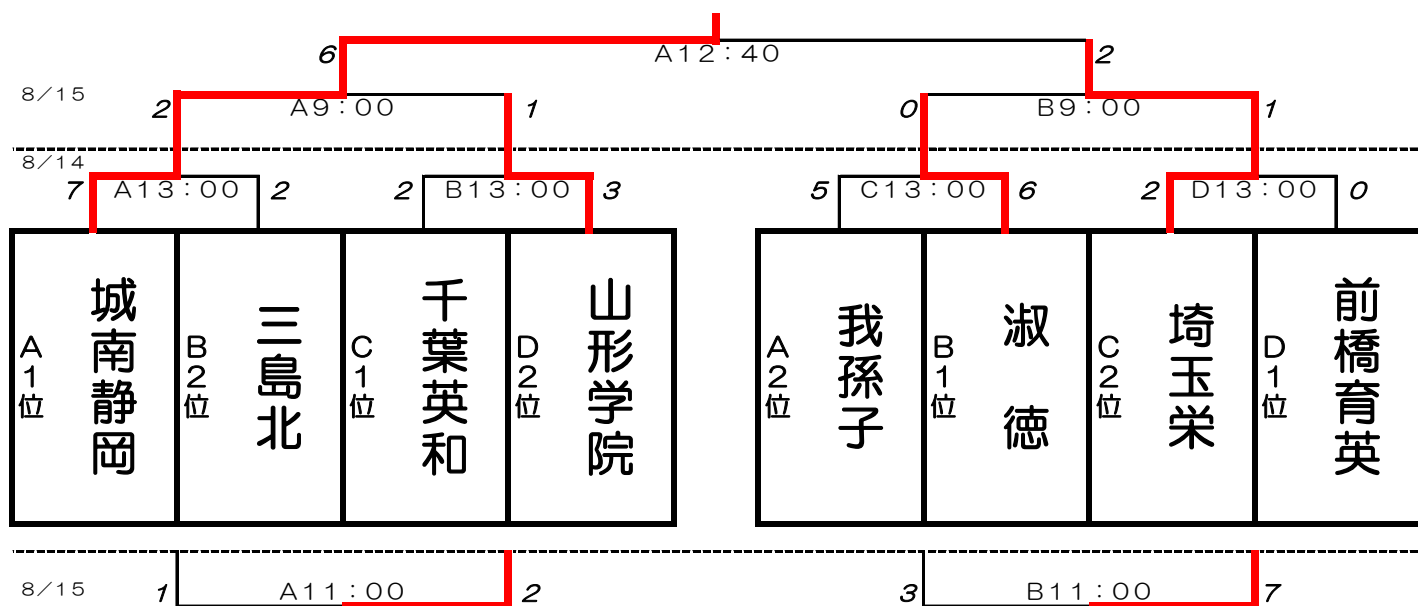 6 A12:40 2
8/15 2 A9:00 1 0 B9:00 1
8/14
7 A13:00 2 2 B13:00 3 5 C13:00 6 2 D13:00 0
A1位 城南静岡
B2位 三島北
C1位 千葉英和
D2位 山形学院
A2位 我孫子
B1位 淑徳
C2位 埼玉栄
D1位 前橋育英
8/15 1 A11:00 2 3 B11:00 7